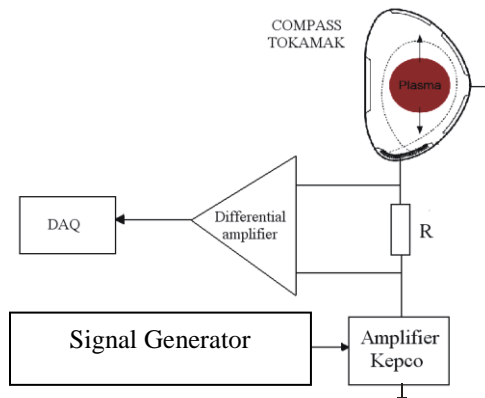 COMPASS
TOKAMAK
Plasma
DAQ
Differential
amplifier
R
Signal Generator
Amplifier
Kepco